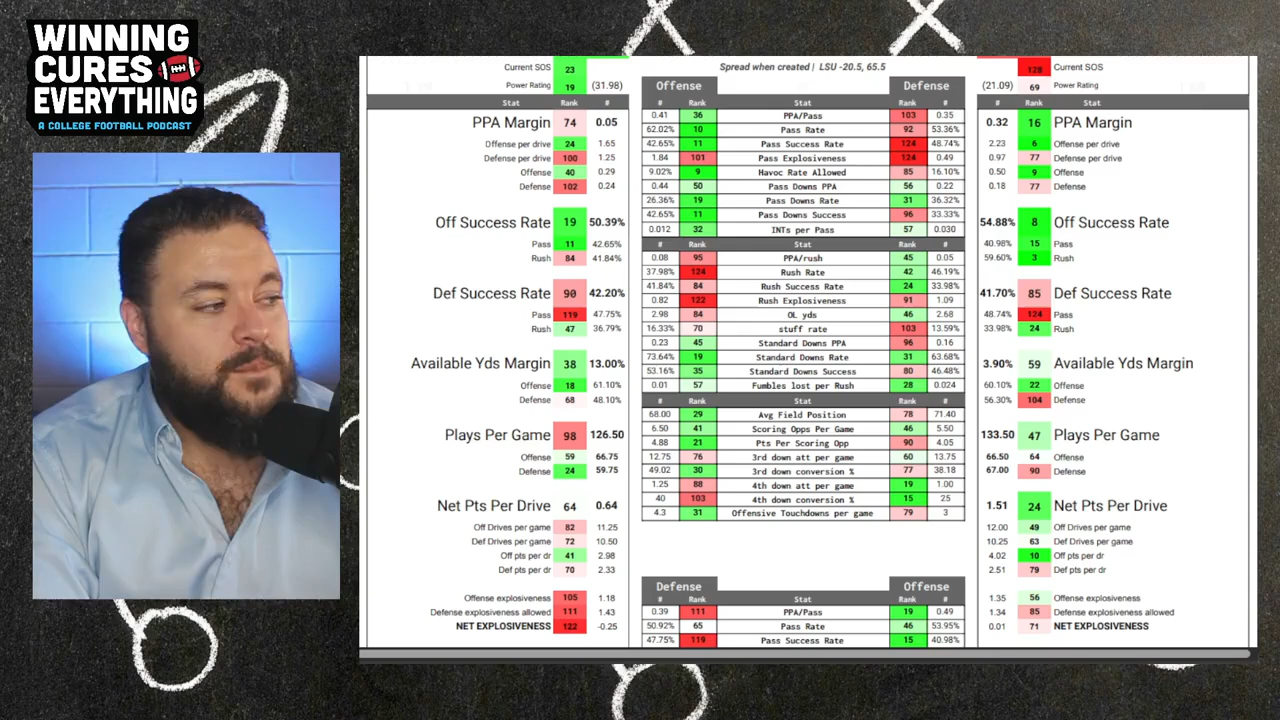 WINNING
CURES
EVERYTHING
A COLLEGE FOOTBALL PODCAST
Current SOS 23
Power Rating 19 (31.98)
Stat Rank #
PPA Margin 74 0.05
Offense per drive 24 1.65
Defense per drive 100 1.25
Offense 40 0.29
Defense 102 0.24
Off Success Rate 19 50.39%
Pass 11 42.65%
Rush 84 41.84%
Def Success Rate 90 42.20%
Pass 119 47.75%
Rush 47 36.79%
Available Yds Margin 38 13.00%
Offense 18 61.10%
Defense 68 48.10%
Plays Per Game 98 126.50
Offense 59 66.75
Defense 24 59.75
Net Pts Per Drive 64 0.64
Off Drives per game 82 11.25
Def Drives per game 72 10.50
Off pts per dr 41 2.98
Def pts per dr 70 2.33
Offense explosiveness 105 1.18
Defense explosiveness allowed 111 1.43
NET EXPLOSIVENESS 122 -0.25
Spread when created | LSU -20.5, 65.5
Offense Defense
# Rank Stat Rank #
0.41 36 PPA/Pass 103 0.35
62.02% 10 Pass Rate 92 53.36%
42.65% 11 Pass Success Rate 124 48.74%
1.84 101 Pass Explosiveness 124 0.49
9.02% 9 Havoc Rate Allowed 85 16.10%
0.44 50 Pass Downs PPA 56 0.22
26.36% 19 Pass Downs Rate 31 36.32%
42.65% 11 Pass Downs Success 96 33.33%
0.012 32 INTs per Pass 57 0.030
# Rank Stat Rank #
0.08 95 PPA/rush 45 0.05
37.98% 124 Rush Rate 42 46.19%
41.84% 84 Rush Success Rate 24 33.98%
0.82 122 Rush Explosiveness 91 1.09
2.98 84 OL yds 46 2.68
16.33% 70 stuff rate 103 13.59%
0.23 45 Standard Downs PPA 96 0.16
73.64% 19 Standard Downs Rate 31 63.68%
53.16% 35 Standard Downs Success 80 46.48%
0.01 57 Fumbles lost per Rush 28 0.024
# Rank Stat Rank #
68.00 29 Avg Field Position 78 71.40
6.50 41 Scoring Opps Per Game 46 5.50
4.88 21 Pts Per Scoring Opp 90 4.05
12.75 76 3rd down att per game 60 13.75
49.02 30 3rd down conversion % 77 38.18
1.25 88 4th down att per game 19 1.00
40 103 4th down conversion % 15 25
4.3 31 Offensive Touchdowns per game 79 3
Defense Offense
# Rank Stat Rank #
0.39 111 PPA/Pass 19 0.49
50.92% 65 Pass Rate 46 53.95%
47.75% 119 Pass Success Rate 15 40.98%
128 Current SOS
(21.09) 69 Power Rating
# Rank Stat
0.32 16 PPA Margin
2.23 6 Offense per drive
0.97 77 Defense per drive
0.50 9 Offense
0.18 77 Defense
54.88% 8 Off Success Rate
40.98% 15 Pass
59.60% 3 Rush
41.70% 85 Def Success Rate
48.74% 124 Pass
33.98% 24 Rush
3.90% 59 Available Yds Margin
60.10% 22 Offense
56.30% 104 Defense
133.50 47 Plays Per Game
66.50 64 Offense
67.00 90 Defense
1.51 24 Net Pts Per Drive
12.00 49 Off Drives per game
10.25 63 Def Drives per game
4.02 10 Off pts per dr
2.51 79 Def pts per dr
1.35 56 Offense explosiveness
1.34 85 Defense explosiveness allowed
0.01 71 NET EXPLOSIVENESS